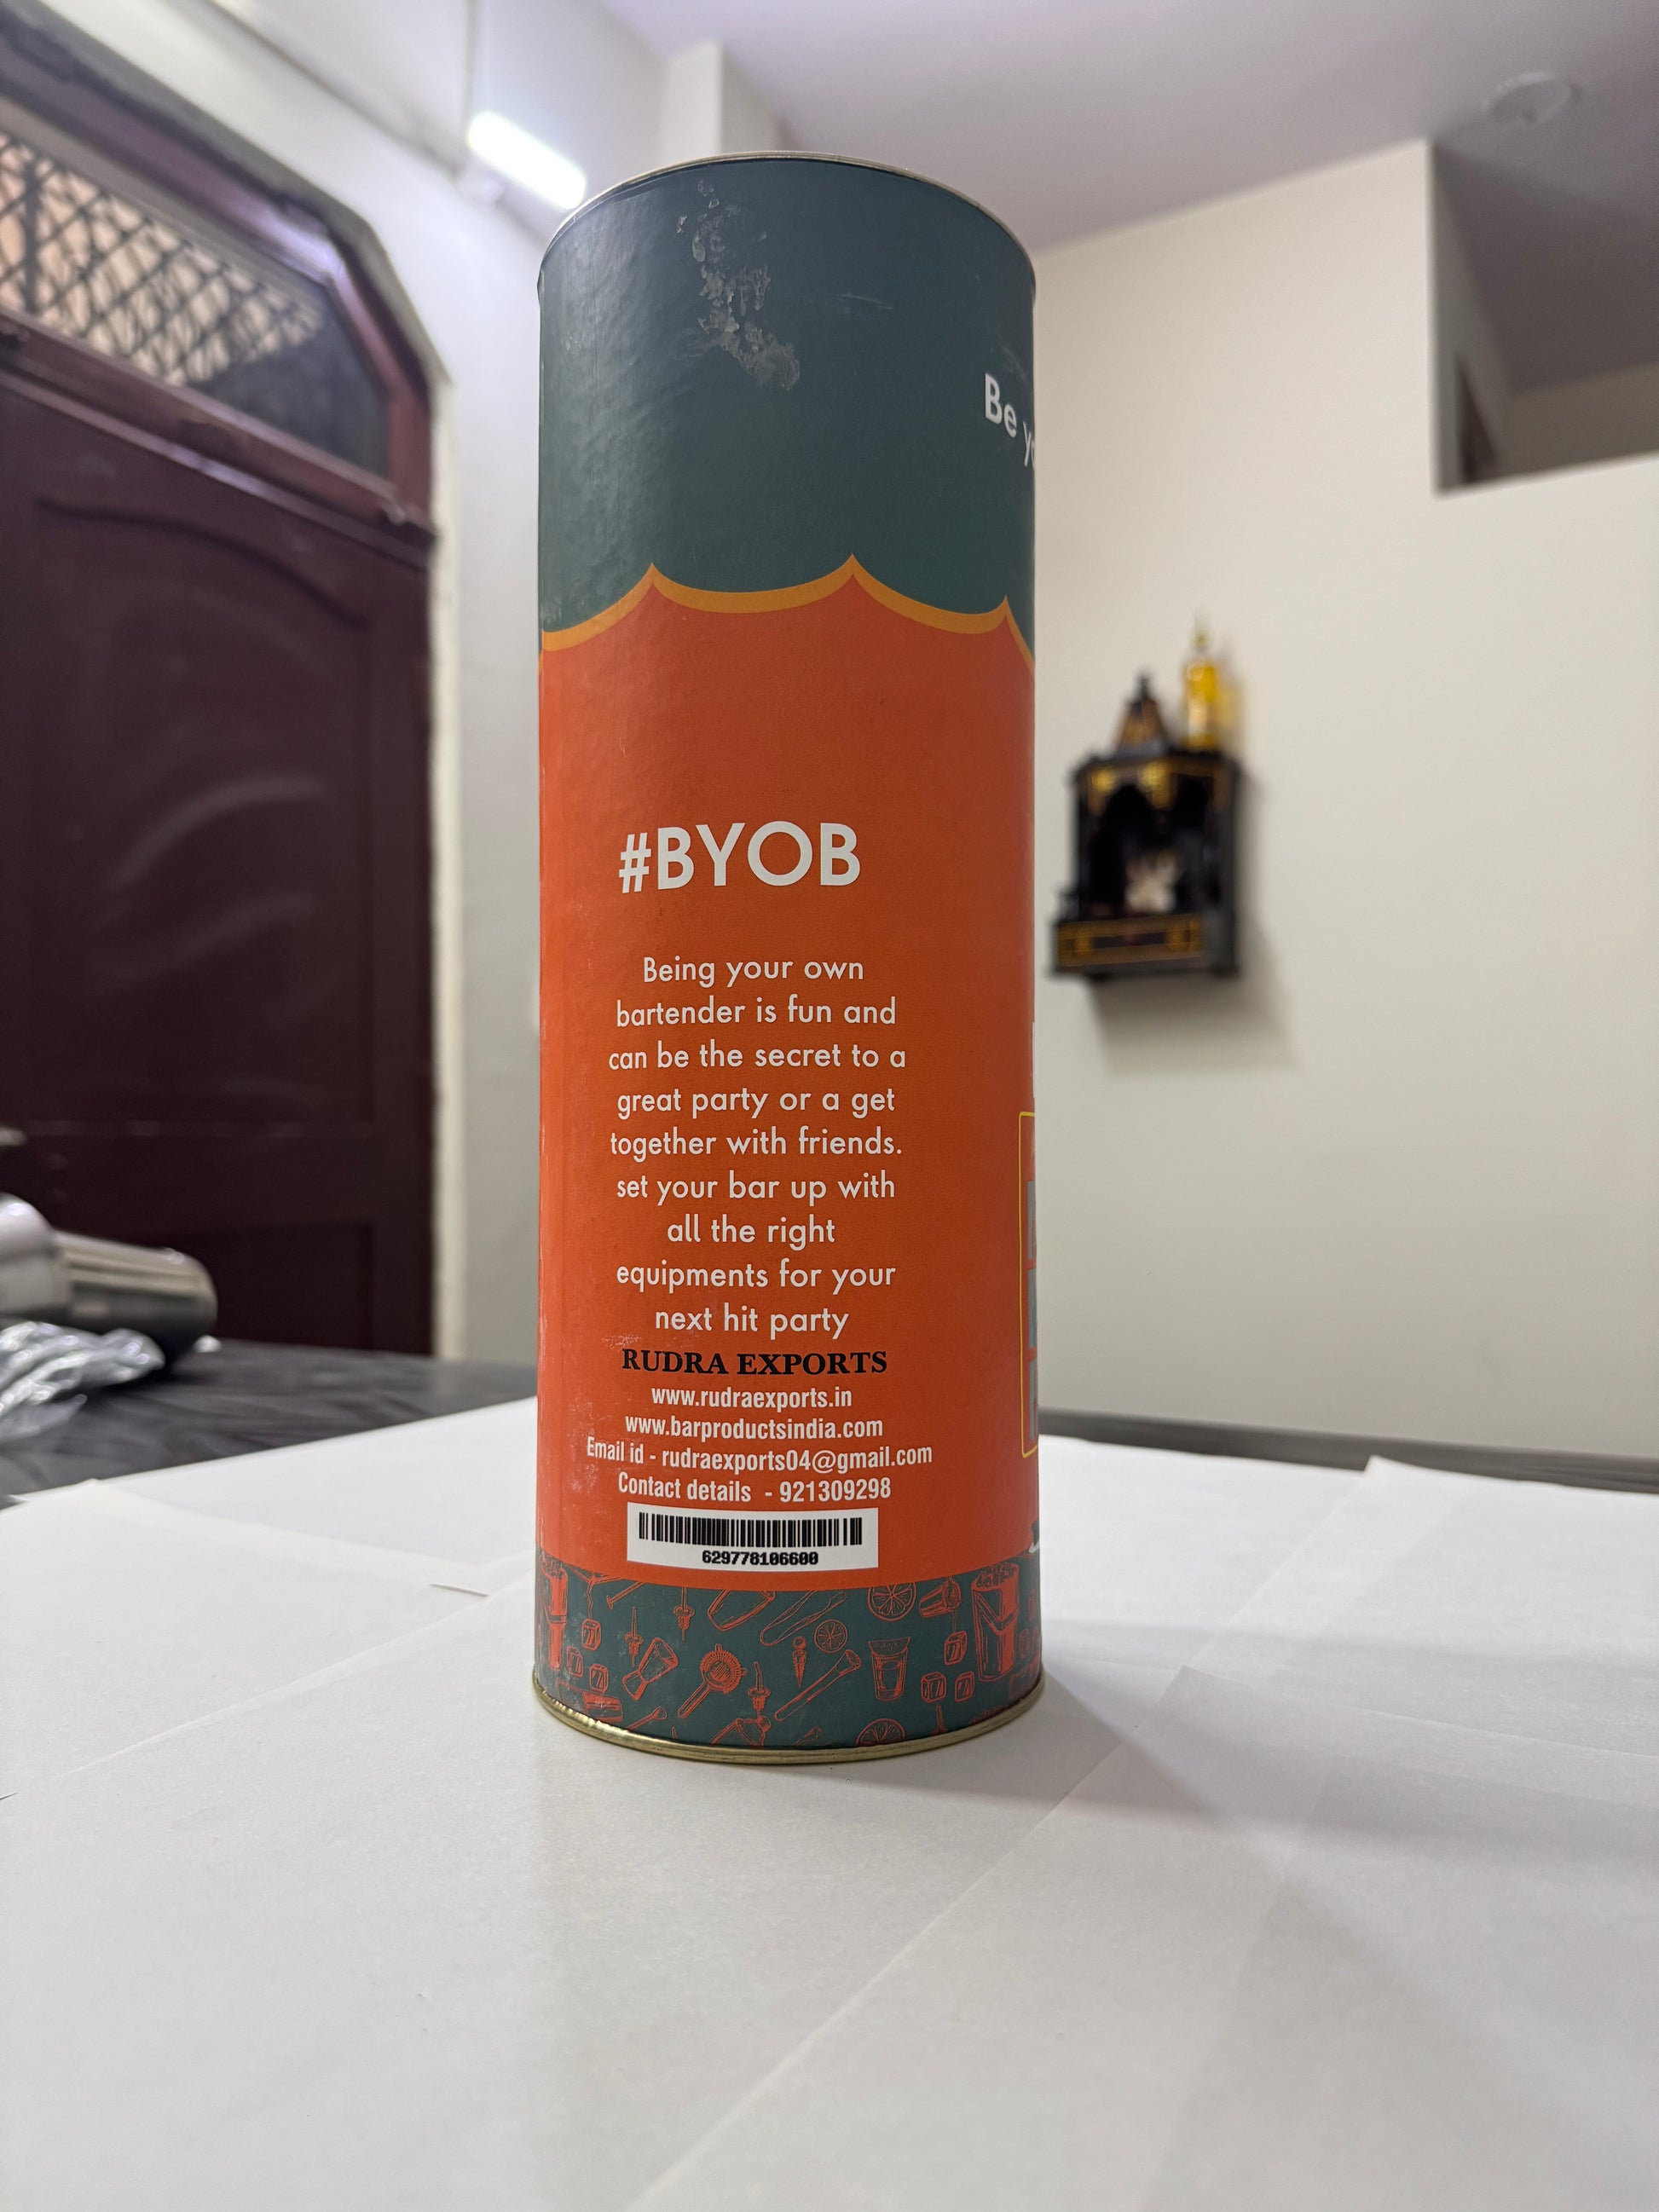 Be
#BYOB
Being your own
bartender is fun and
can be the secret to a
great party or a get
together with friends.
set your bar up with
all the right
equipments for your
next hit party
RUDRA EXPORTS
www.rudraexports.in
www.barproductsindia.com
Email id - rudraexports04@gmail.com
Contact details - 921309298
629778106600